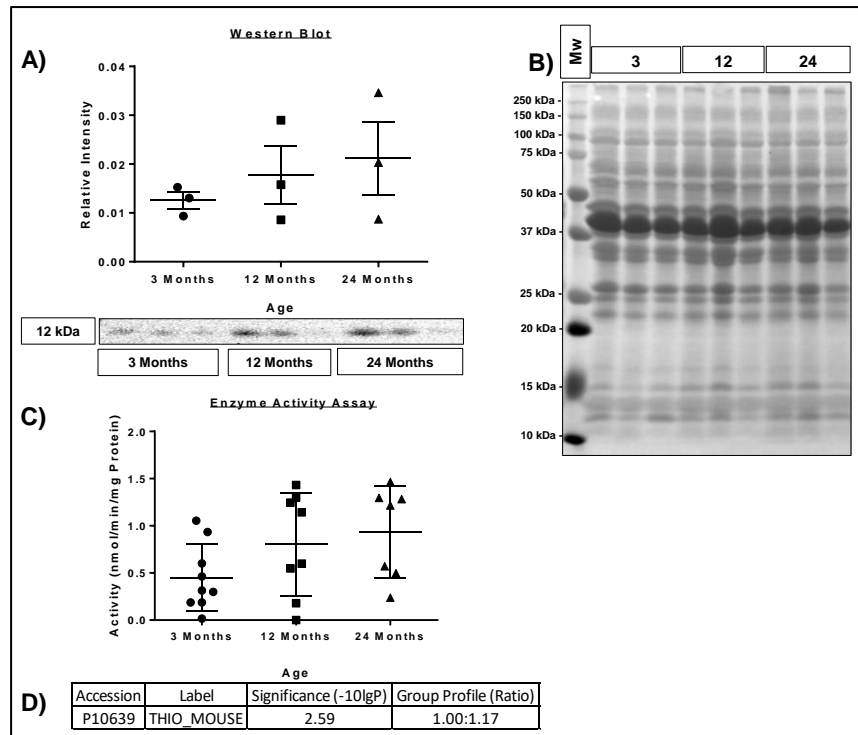 A)
Western Blot
Relative Intensity
0.04
0.03
0.02
0.01
0.00
3 Months 12 Months 24 Months
Age
12 kDa
3 Months 12 Months 24 Months
B)
Mw 3 12 24
250 kDa
150 kDa
100 kDa
75 kDa
50 kDa
37 kDa
25 kDa
20 kDa
15 kDa
10 kDa
C)
Enzyme Activity Assay
Activity (nmol/min/mg Protein)
2.0
1.5
1.0
0.5
0.0
3 Months 12 Months 24 Months
Age
D)
Accession Label Significance (-10lgP) Group Profile (Ratio)
P10639 THIO_MOUSE 2.59 1.00:1.17